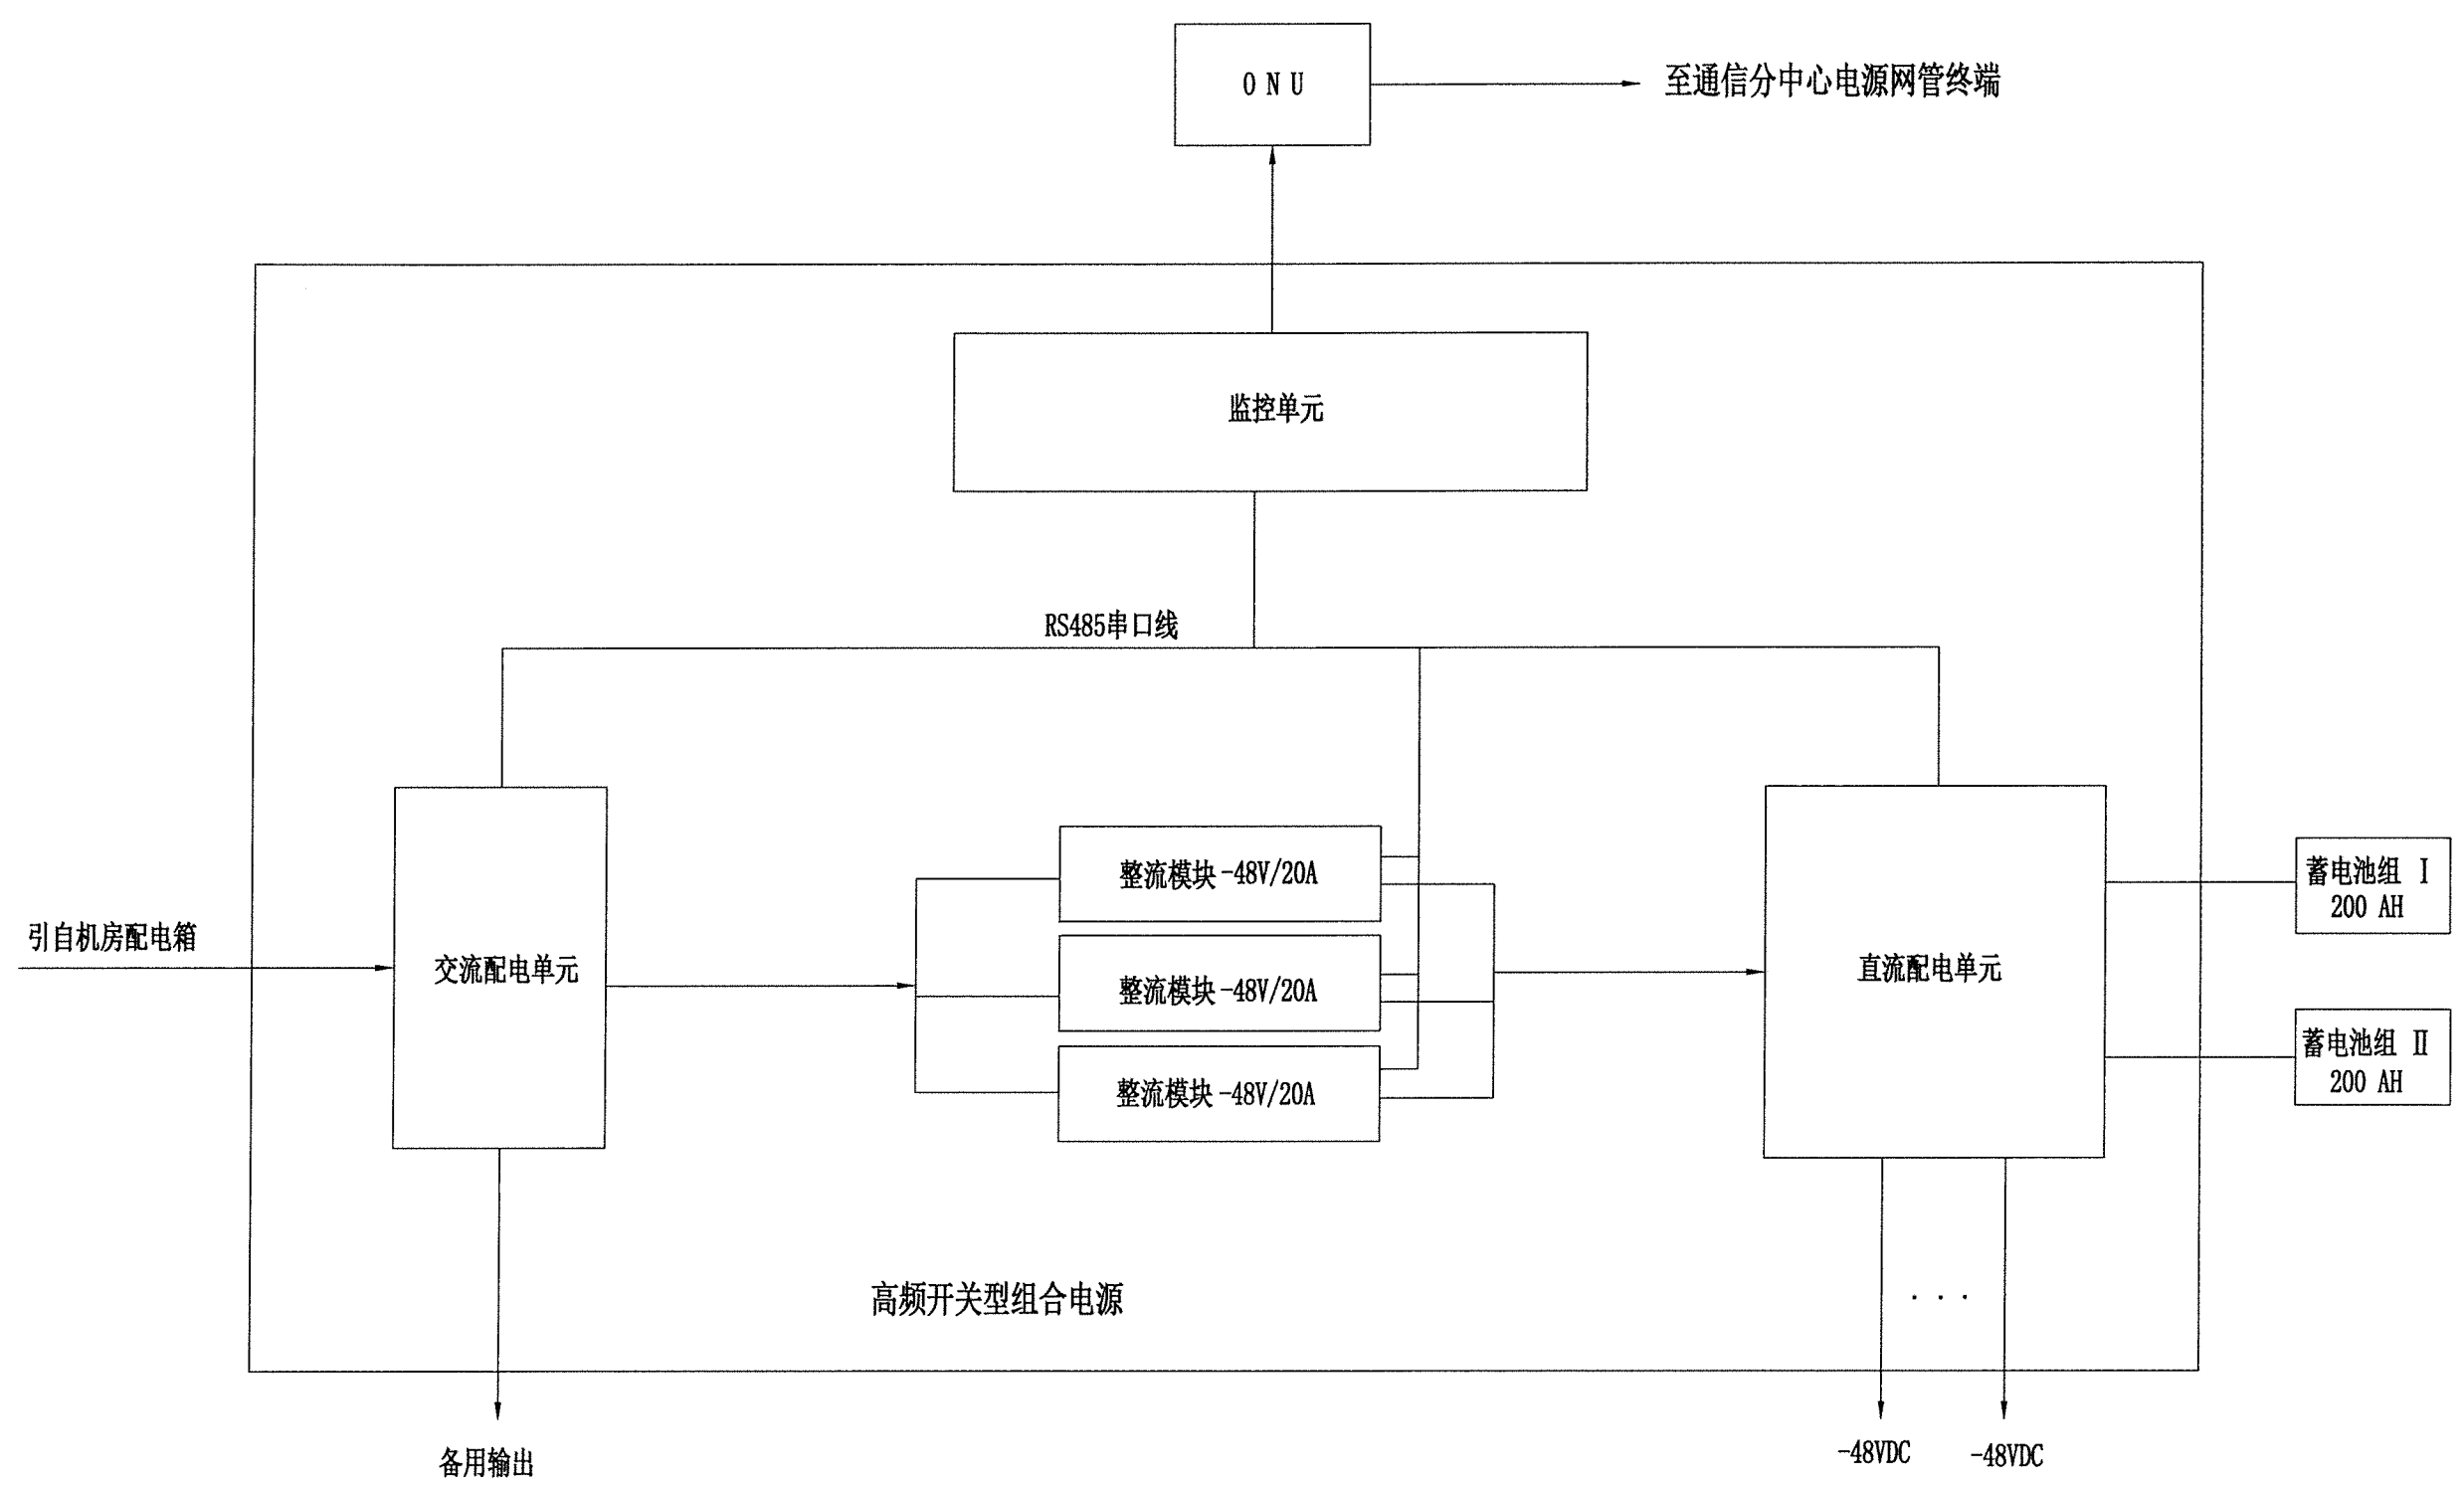 O N U
至通信分中心电源网管终端
监控单元
RS485串口线
整流模块 -48V/20A
蓄电池组 Ⅰ
200 AH
引自机房配电箱
交流配电单元
整流模块 -48V/20A
直流配电单元
蓄电池组 Ⅱ
200 AH
整流模块 -48V/20A
高频开关型组合电源
. . .
备用输出
-48VDC
-48VDC